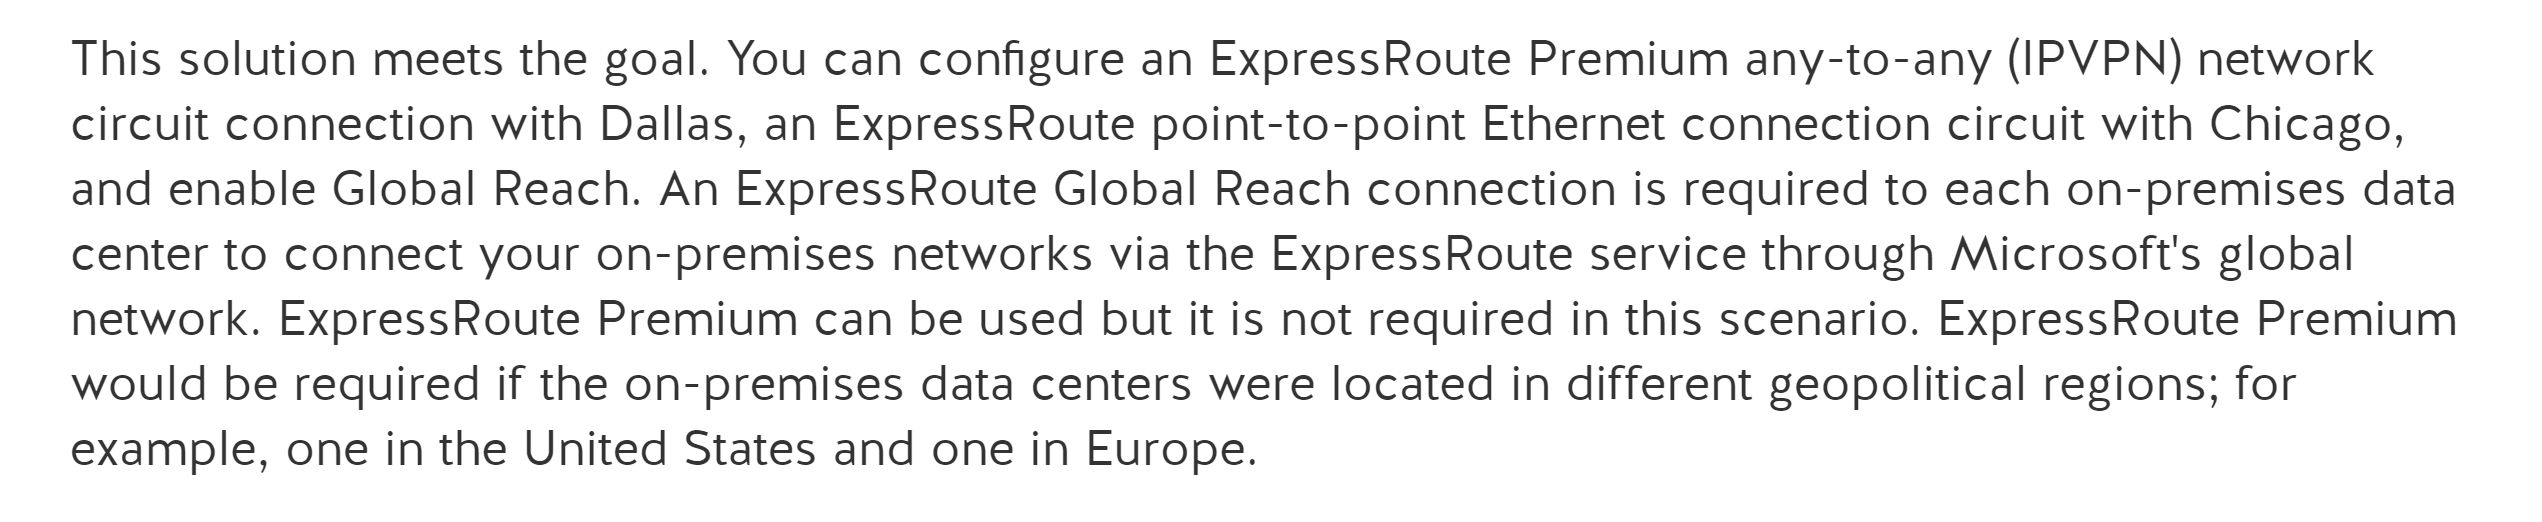 This solution meets the goal. You can configure an ExpressRoute Premium any-to-any (IPVPN) network
circuit connection with Dallas, an ExpressRoute point-to-point Ethernet connection circuit with Chicago,
and enable Global Reach. An ExpressRoute Global Reach connection is required to each on-premises data
center to connect your on-premises networks via the ExpressRoute service through Microsoft's global
network. ExpressRoute Premium can be used but it is not required in this scenario. ExpressRoute Premium
would be required if the on-premises data centers were located in different geopolitical regions; for
example, one in the United States and one in Europe.